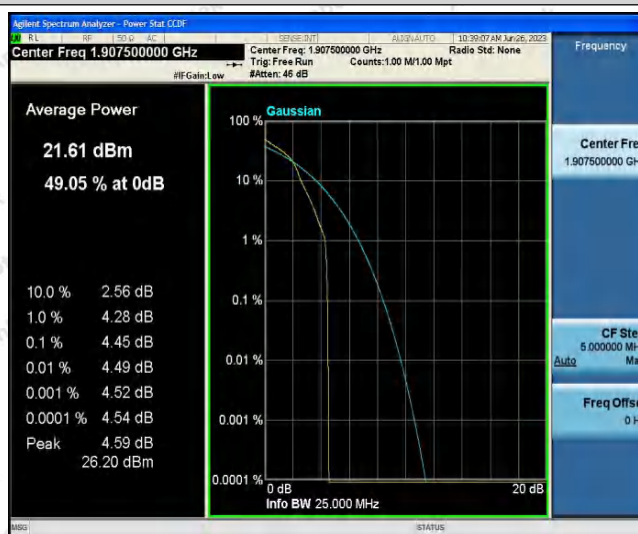 Agilent Spectrum Analyzer - Power Stat CCDF
RL RF 50 Ω AC SENSE:INT ALIGNAUTO 10:39:07 AM Jun 26, 2023
Center Freq 1.907500000 GHz
Center Freq: 1.907500000 GHz Radio Std: None
Trig: Free Run Counts:1.00 M/1.00 Mpt
#IFGain:Low #Atten: 46 dB
Frequency
Average Power
21.61 dBm
49.05 % at 0dB
10.0 % 2.56 dB
1.0 % 4.28 dB
0.1 % 4.45 dB
0.01 % 4.49 dB
0.001 % 4.52 dB
0.0001 % 4.54 dB
Peak 4.59 dB
26.20 dBm
Gaussian
100 %
10 %
1 %
0.1 %
0.01 %
0.001 %
0.0001 %
0 dB 20 dB
Info BW 25.000 MHz
Center Fre
1.907500000 GH
CF Ste
5.000000 MH
Auto Ma
Freq Offse
0 H
MSG STATUS